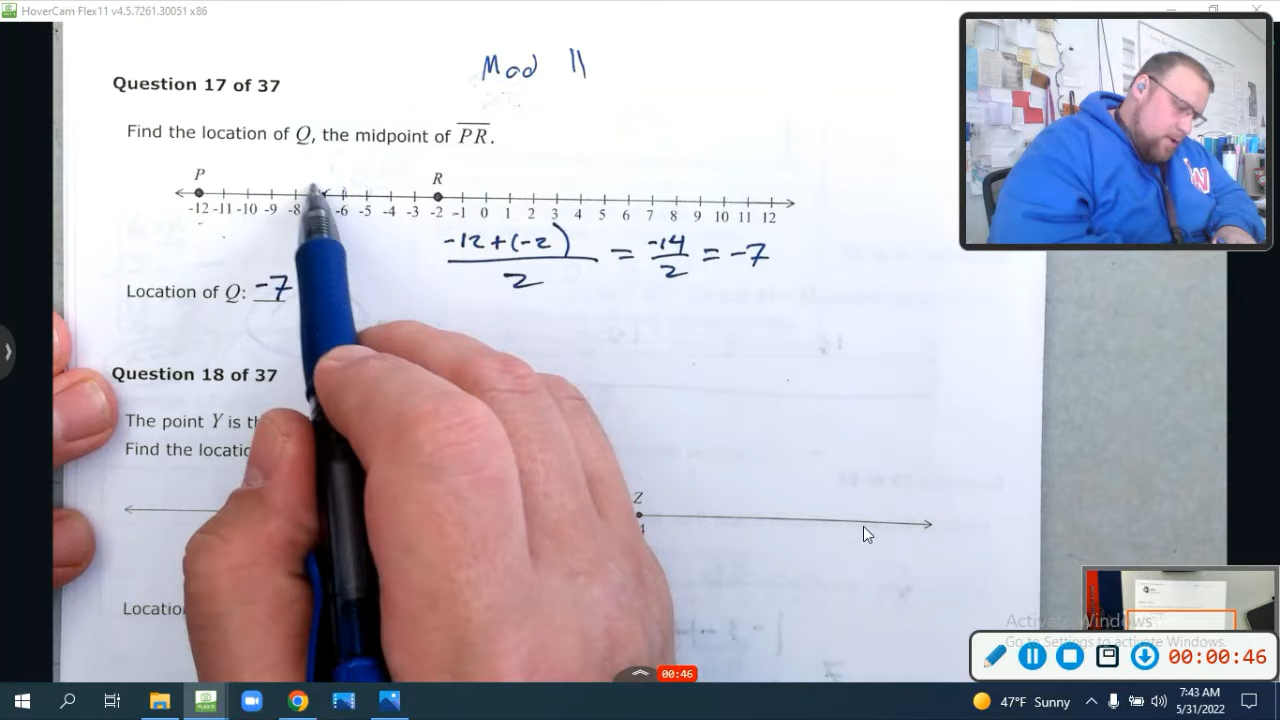 HoverCam Flex11 v4.5.7261.30051 x86
Mod 11
Question 17 of 37
Find the location of Q, the midpoint of PR.
P
R
-12 -11 -10 -9 -8 -6 -5 -4 -3 -2 -1 0 1 2 3 4 5 6 7 8 9 10 11 12
-12+(-2)
2
= -14
2
= -7
Location of Q: -7
Question 18 of 37
The point Y is
Find the
Z
Activate Windows
Go to Settings to activate Windows.
00:00:46
00:46
47°F Sunny
7:43 AM
5/31/2022